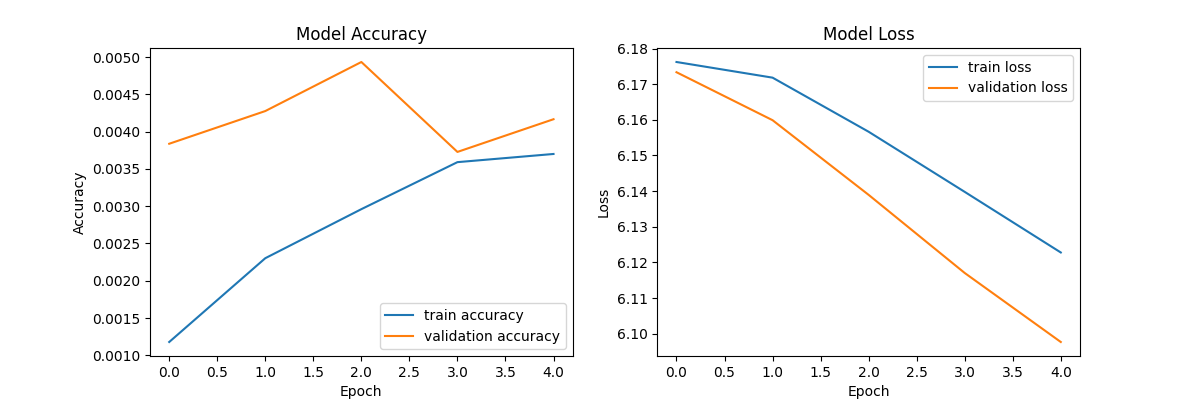 Model Accuracy
0.0050
0.0045
0.0040
0.0035
0.0030
0.0025
0.0020
0.0015
0.0010
Accuracy
0.0 0.5 1.0 1.5 2.0 2.5 3.0 3.5 4.0
Epoch
train accuracy
validation accuracy
Model Loss
6.18
6.17
6.16
6.15
6.14
6.13
6.12
6.11
6.10
Loss
0.0 0.5 1.0 1.5 2.0 2.5 3.0 3.5 4.0
Epoch
train loss
validation loss